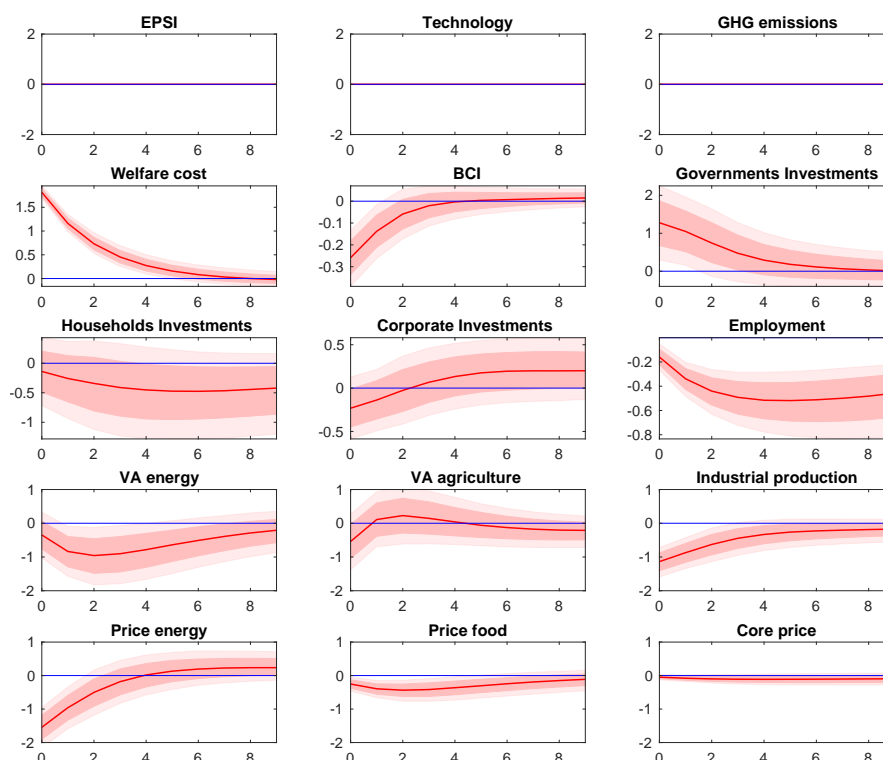 EPSI Technology GHG emissions
2 2 2
0 0 0
-2 -2 -2
0 2 4 6 8 0 2 4 6 8 0 2 4 6 8
Welfare cost BCI Governments Investments
1.5 0 2
1 -0.1 1
0.5 -0.2
0 -0.3 0
0 2 4 6 8 0 2 4 6 8 0 2 4 6 8
Households Investments Corporate Investments Employment
0 0.5 -0.2
-0.5 0 -0.4
-1 -0.5 -0.6
-0.8
0 2 4 6 8 0 2 4 6 8 0 2 4 6 8
VA energy VA agriculture Industrial production
1 1 1
0 0 0
-1 -1 -1
-2 -2 -2
0 2 4 6 8 0 2 4 6 8 0 2 4 6 8
Price energy Price food Core price
1 1 1
0 0 0
-1 -1 -1
-2 -2 -2
0 2 4 6 8 0 2 4 6 8 0 2 4 6 8